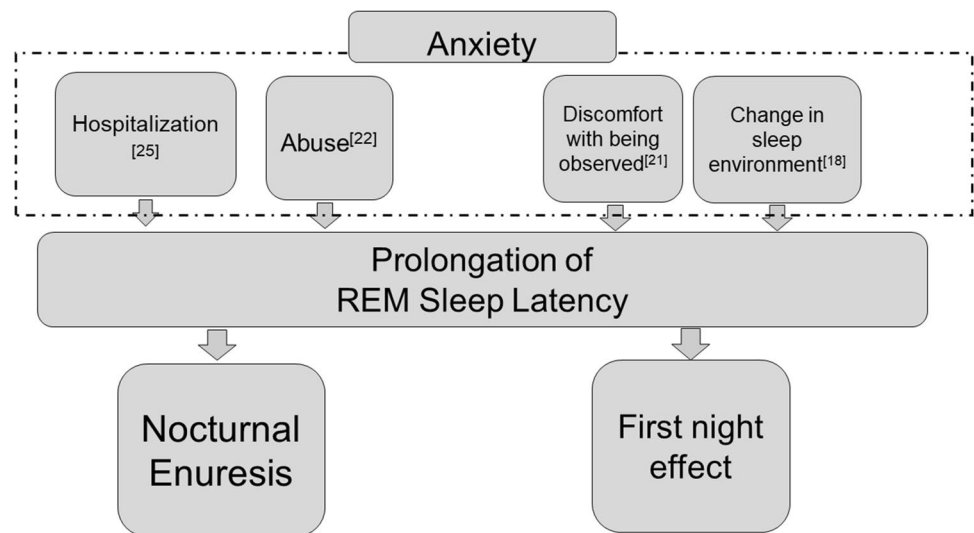 Anxiety
Hospitalization
[25]
Abuse[22]
Discomfort
with being
observed[21]
Change in
sleep
environment[18]
Prolongation of
REM Sleep Latency
Nocturnal
Enuresis
First night
effect